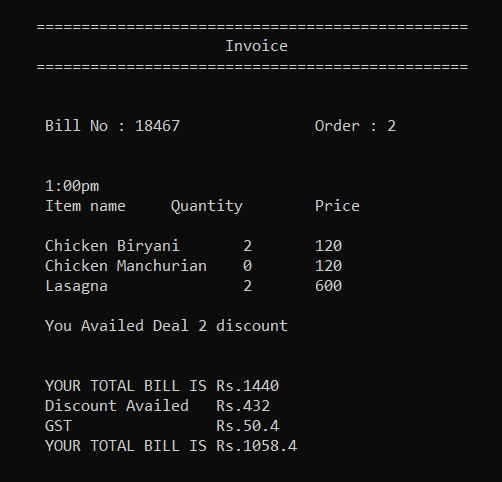 ================================================
Invoice
================================================
Bill No : 18467 Order : 2
1:00pm
Item name Quantity Price
Chicken Biryani 2 120
Chicken Manchurian 0 120
Lasagna 2 600
You Availed Deal 2 discount
YOUR TOTAL BILL IS Rs.1440
Discount Availed Rs.432
GST Rs.50.4
YOUR TOTAL BILL IS Rs.1058.4